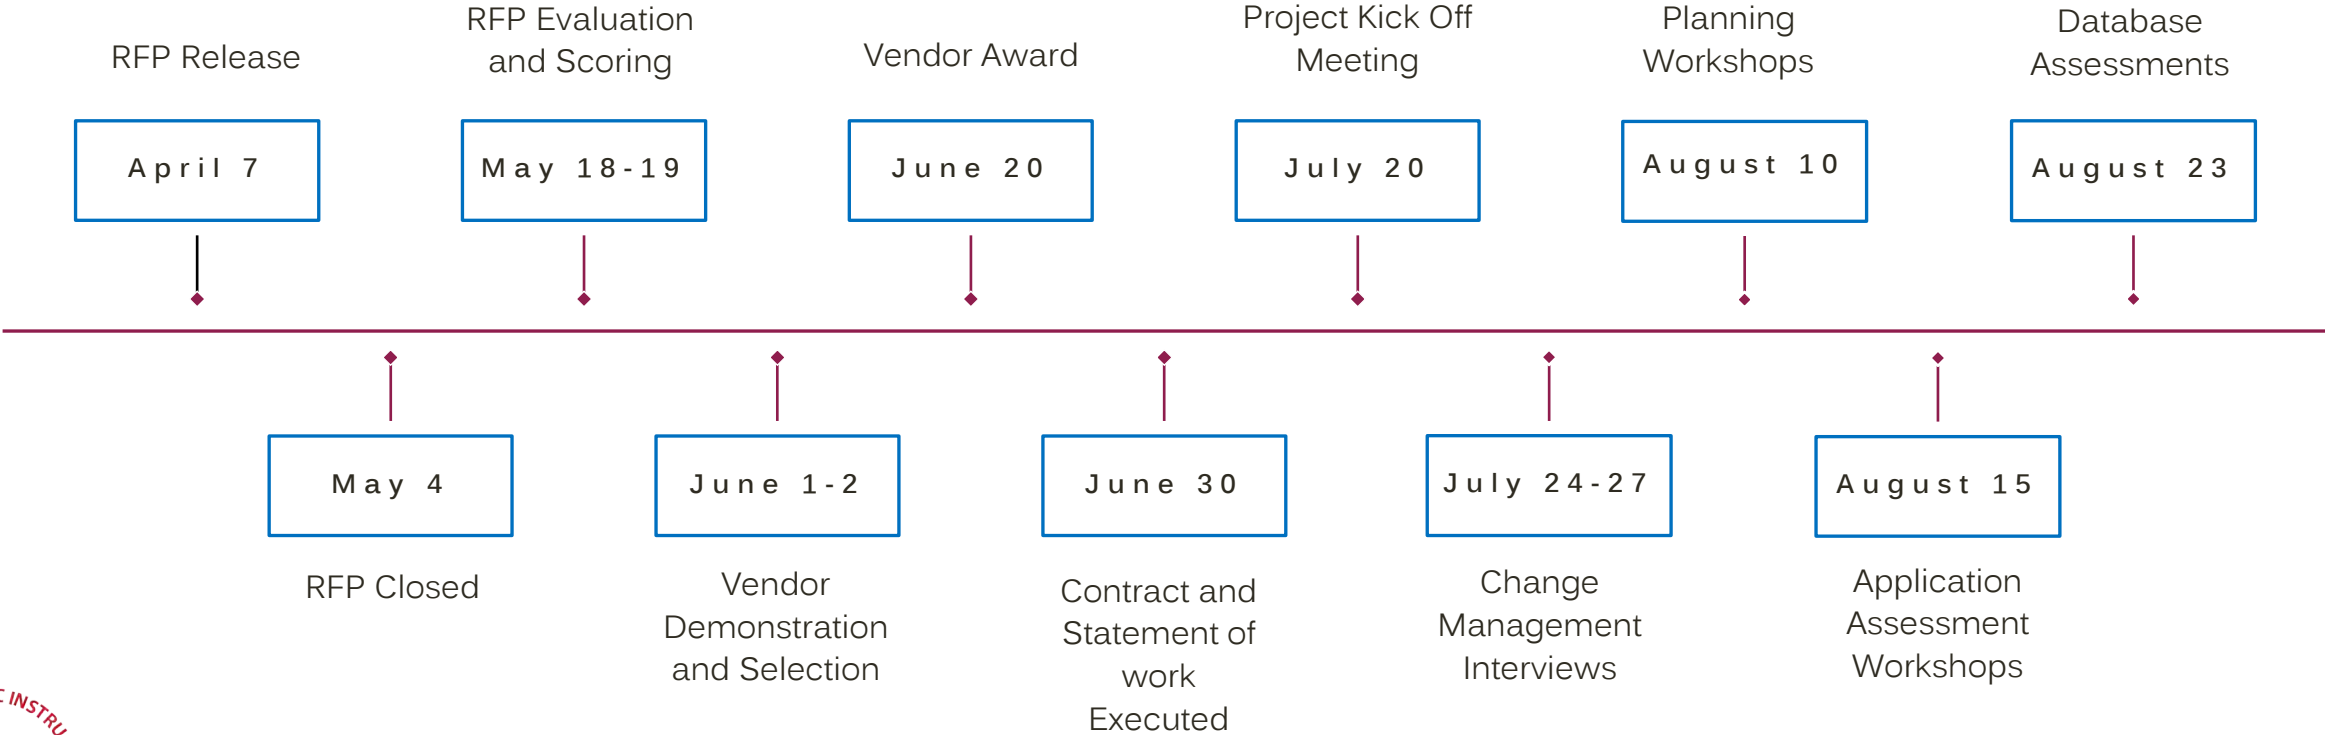 RFP Release
April 7
RFP Evaluation
and Scoring
May 18-19
Vendor Award
June 20
Project Kick Off
Meeting
July 20
Planning
Workshops
August 10
Database
Assessments
August 23
May 4
RFP Closed
June 1-2
Vendor
Demonstration
and Selection
June 30
Contract and
Statement of
work
Executed
July 24-27
Change
Management
Interviews
August 15
Application
Assessment
Workshops